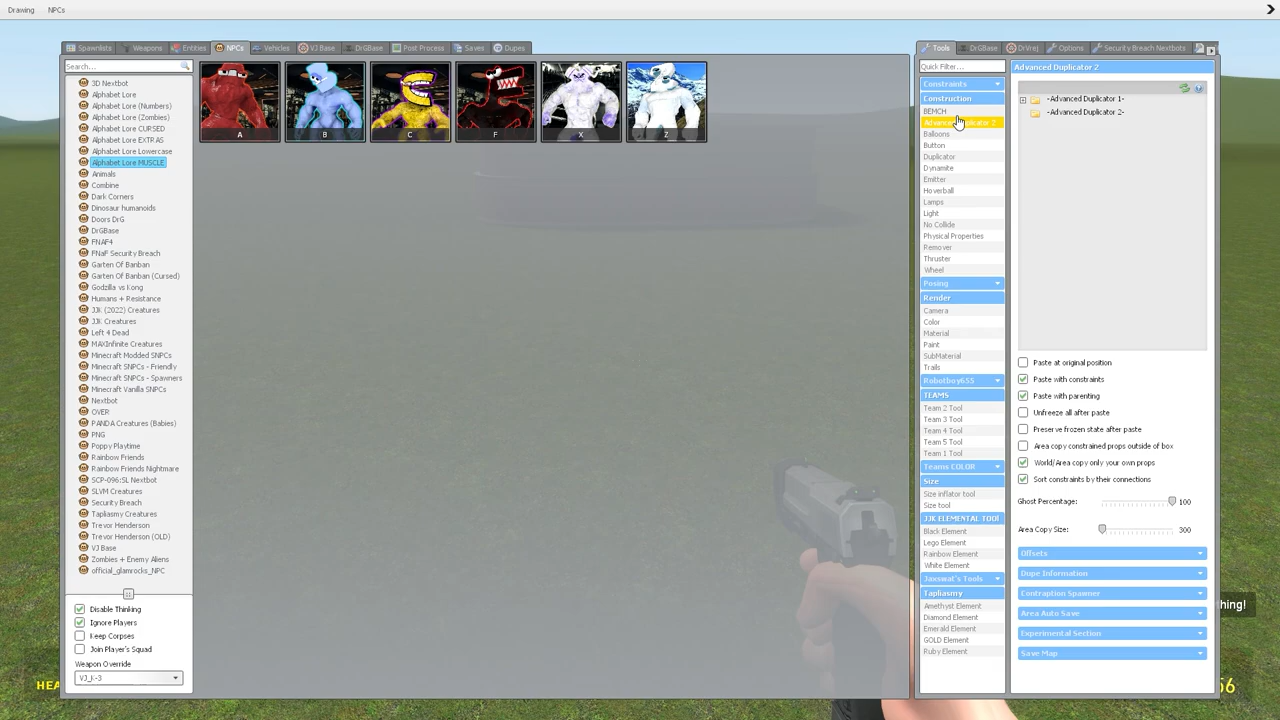 Drawing NPCs
Spawnlists Weapons Entities NPCs Vehicles VJ Base DrGBase Post Process Saves Dupes
Search...
3D Nextbot
Alphabet Lore
Alphabet Lore (Numbers)
Alphabet Lore (Zombies)
Alphabet Lore CURSED
Alphabet Lore EXTRAS
Alphabet Lore Lowercase
Alphabet Lore MUSCLE
Animals
Combine
Dark Corners
Dinosaur humanoids
Doors DrG
DrGBase
FNAF4
FNaF Security Breach
Garten Of Banban
Garten Of Banban (Cursed)
Godzilla vs Kong
Humans + Resistance
JJK (2022) Creatures
JJK Creatures
Left 4 Dead
MAXInfinite Creatures
Minecraft Modded SNPCs
Minecraft SNPCs - Friendly
Minecraft SNPCs - Spawners
Minecraft Vanilla SNPCs
Nextbot
OVER
PANDA Creatures (Babies)
PNG
Poppy Playtime
Rainbow Friends
Rainbow Friends Nightmare
SCP-096:SL Nextbot
SLVM Creatures
Security Breach
Tapliasmy Creatures
Trevor Henderson
Trevor Henderson (OLD)
VJ Base
Zombies + Enemy Aliens
official_glamrocks_NPC
Disable Thinking
Ignore Players
Keep Corpses
Join Player's Squad
Weapon Override
VJ_K-3
A B C F X Z
Tools DrGBase DrVrej Options Security Breach Nextbots
Quick Filter...
Constraints
Construction
BEMCH
Advanced Duplicator 2
Balloons
Button
Duplicator
Dynamite
Emitter
Hoverball
Lamps
Light
No Collide
Physical Properties
Remover
Thruster
Wheel
Posing
Render
Camera
Color
Material
Paint
SubMaterial
Trails
Robotboy655
TEAMS
Team 2 Tool
Team 3 Tool
Team 4 Tool
Team 5 Tool
Team 1 Tool
Teams COLOR
Size
Size inflator tool
Size tool
JJK ELEMENTAL TOOl
Black Element
Lego Element
Rainbow Element
White Element
Jaxswat's Tools
Tapliasmy
Amethyst Element
Diamond Element
Emerald Element
GOLD Element
Ruby Element
Advanced Duplicator 2
-Advanced Duplicator 1-
-Advanced Duplicator 2-
Paste at original position
Paste with constraints
Paste with parenting
Unfreeze all after paste
Preserve frozen state after paste
Area copy constrained props outside of box
World/Area copy only your own props
Sort constraints by their connections
Ghost Percentage: 100
Area Copy Size: 300
Offsets
Dupe Information
Contraption Spawner
Area Auto Save
Experimental Section
Save Map
hing!
HEA
56